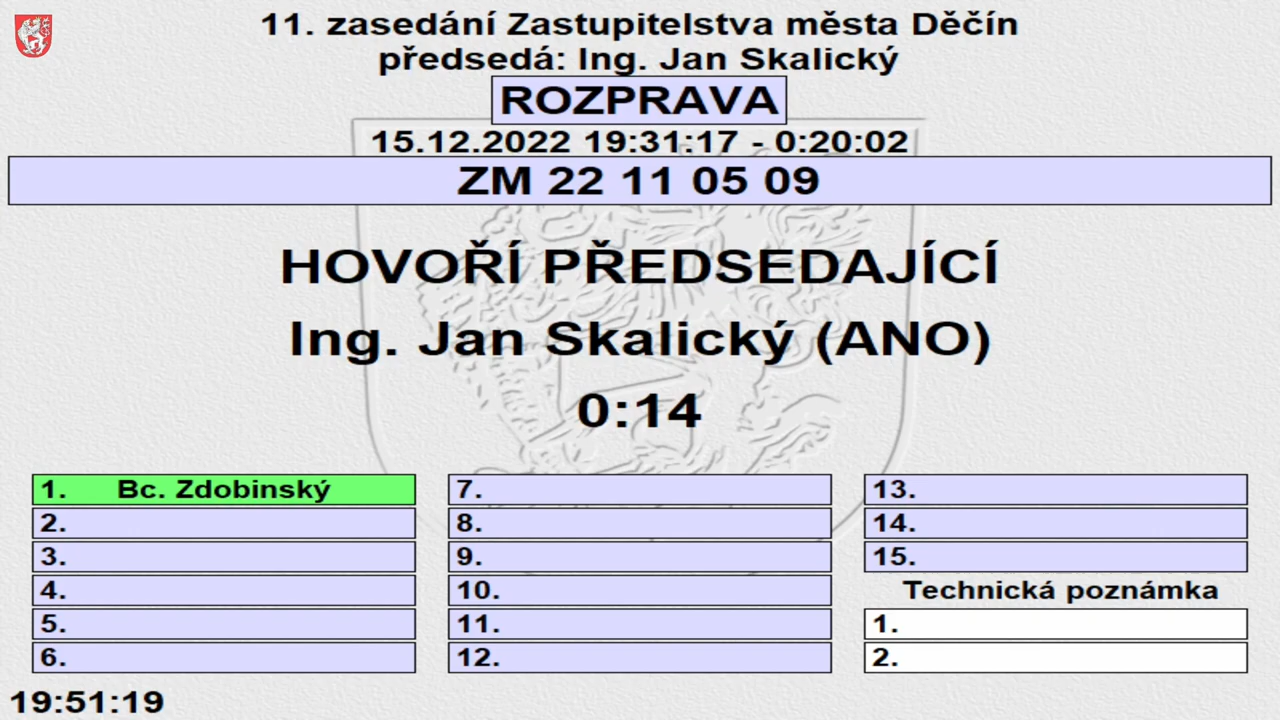 11. zasedání Zastupitelstva města Děčín
předsedá: Ing. Jan Skalický
ROZPRAVA
15.12.2022 19:31:17 - 0:20:02
ZM 22 11 05 09
HOVOŘÍ PŘEDSEDAJÍCÍ
Ing. Jan Skalický (ANO)
0:14
1. Bc. Zdobinský
2.
3.
4.
5.
6.
7.
8.
9.
10.
11.
12.
13.
14.
15.
Technická poznámka
1.
2.
19:51:19